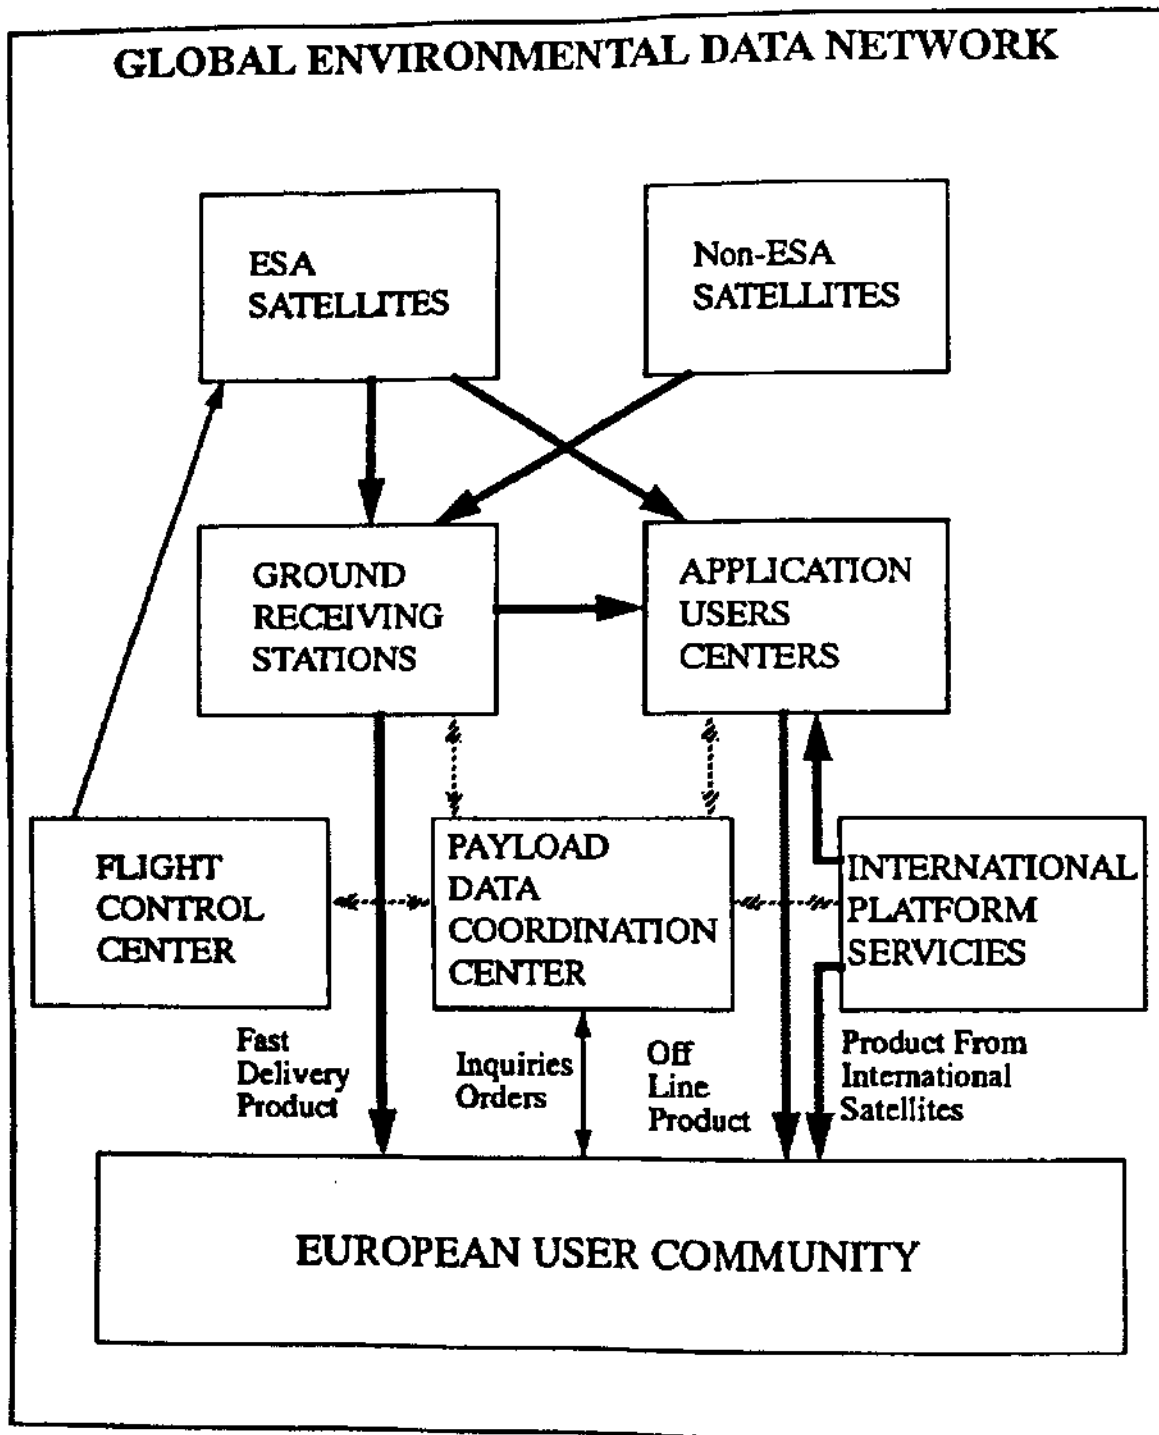 GLOBAL ENVIRONMENTAL DATA NETWORK
ESA
SATELLITES
Non-ESA
SATELLITES
GROUND
RECEIVING
STATIONS
APPLICATION
USERS
CENTERS
FLIGHT
CONTROL
CENTER
PAYLOAD
DATA
COORDINATION
CENTER
INTERNATIONAL
PLATFORM
SERVICIES
Fast
Delivery
Product
Inquiries
Orders
Off
Line
Product
Product From
International
Satellites
EUROPEAN USER COMMUNITY